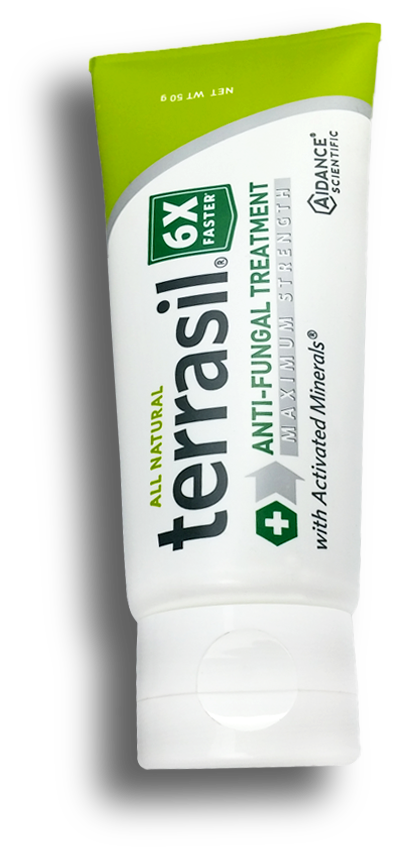 ALL NATURAL
terrasil®
6X
FASTER
ANTI-FUNGAL TREATMENT
MAXIMUM STRENGTH
with Activated Minerals®
AIDANCE®
SCIENTIFIC
NET WT 50 g